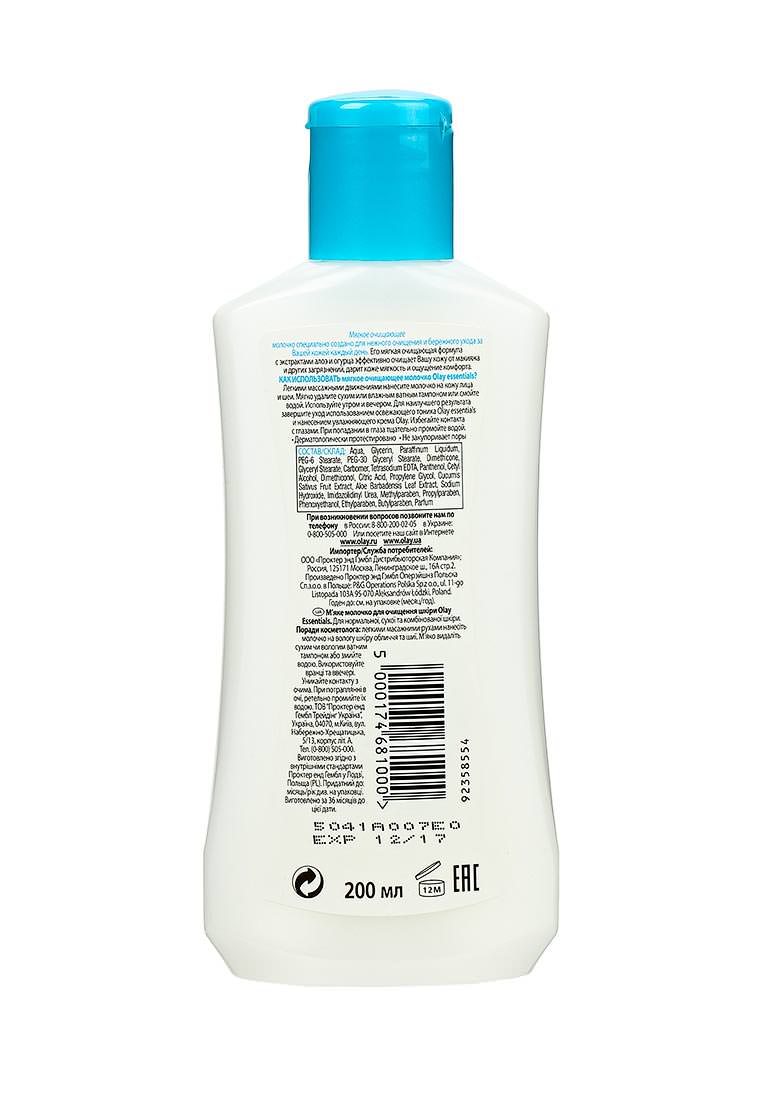 Мягкое очищающее
молочко специально создано для нежного очищения и бережного ухода за
Вашей кожей каждый день. Его мягкая очищающая формула
с экстрактами алоэ и огурца эффективно очищает Вашу кожу от макияжа
и других загрязнений, дарит коже мягкость и ощущение комфорта.
КАК ИСПОЛЬЗОВАТЬ мягкое очищающее молочко Olay essentials?
Легкими массажными движениями нанесите молочко на кожу лица
и шеи. Мягко удалите сухим или влажным ватным тампоном или смойте
водой. Используйте утром и вечером. Для наилучшего результата
завершите уход использованием освежающего тоника Olay essentials
и нанесением увлажняющего крема Olay. Избегайте контакта
с глазами. При попадании в глаза тщательно промойте водой.
• Дерматологически протестировано • Не закупоривает поры
СОСТАВ/СКЛАД: Aqua, Glycerin, Paraffinum Liquidum,
PEG-6 Stearate, PEG-30 Glyceryl Stearate, Dimethicone,
Glyceryl Stearate, Carbomer, Tetrasodium EDTA, Panthenol, Cetyl
Alcohol, Dimethiconol, Citric Acid, Propylene Glycol, Cucumis
Sativus Fruit Extract, Aloe Barbadensis Leaf Extract, Sodium
Hydroxide, Imidazolidinyl Urea, Methylparaben, Propylparaben,
Phenoxyethanol, Ethylparaben, Butylparaben, Parfum
При возникновении вопросов позвоните нам по
телефону в России: 8-800-200-02-05 в Украине:
0-800-505-000 Или посетите наш сайт в Интернете
www.olay.ru www.olay.ua
Импортер/Служба потребителей:
ООО «Проктер энд Гэмбл Дистрибьюторская Компания»;
Россия, 125171 Москва, Ленинградское ш., 16А стр.2.
Произведено Проктер энд Гэмбл Оперэйшнз Польска
Сп.з.о.о. в Польше: P&G Operations Polska Sp.z o.o., ul. 11-go
Listopada 103A 95-070 Aleksandrów Łódzki, Poland.
Годен до: см. на упаковке (месяц/год).
UA М'яке молочко для очищення шкіри Olay
Essentials. Для нормальної, сухої та комбінованої шкіри.
Поради косметолога: легкими масажними рухами нанесіть
молочко на вологу шкіру обличчя та шиї. М'яко видаліть
сухим чи вологим ватним
тампоном або змийте
водою. Використовуйте
вранці та ввечері.
Уникайте контакту з
очима. При потраплянні в
очі, ретельно промийте їх
водою. ТОВ "Проктер енд
Гембл Трейдінг Україна",
Україна, 04070, м.Київ, вул.
Набережно-Хрещатицька,
5/13, корпус літ. А.
Тел. (0-800) 505-000.
Виготовлено згідно з
внутрішніми стандартами
Проктер енд Гембл у Лодзі,
Польща (PL). Придатний до:
місяць/рік див. на упаковці.
Виготовлено за 36 місяців до
цієї дати.
5 000174 681000 >
92358554
5041A007E0
EXP 12/17
200 мл
12M
EAC